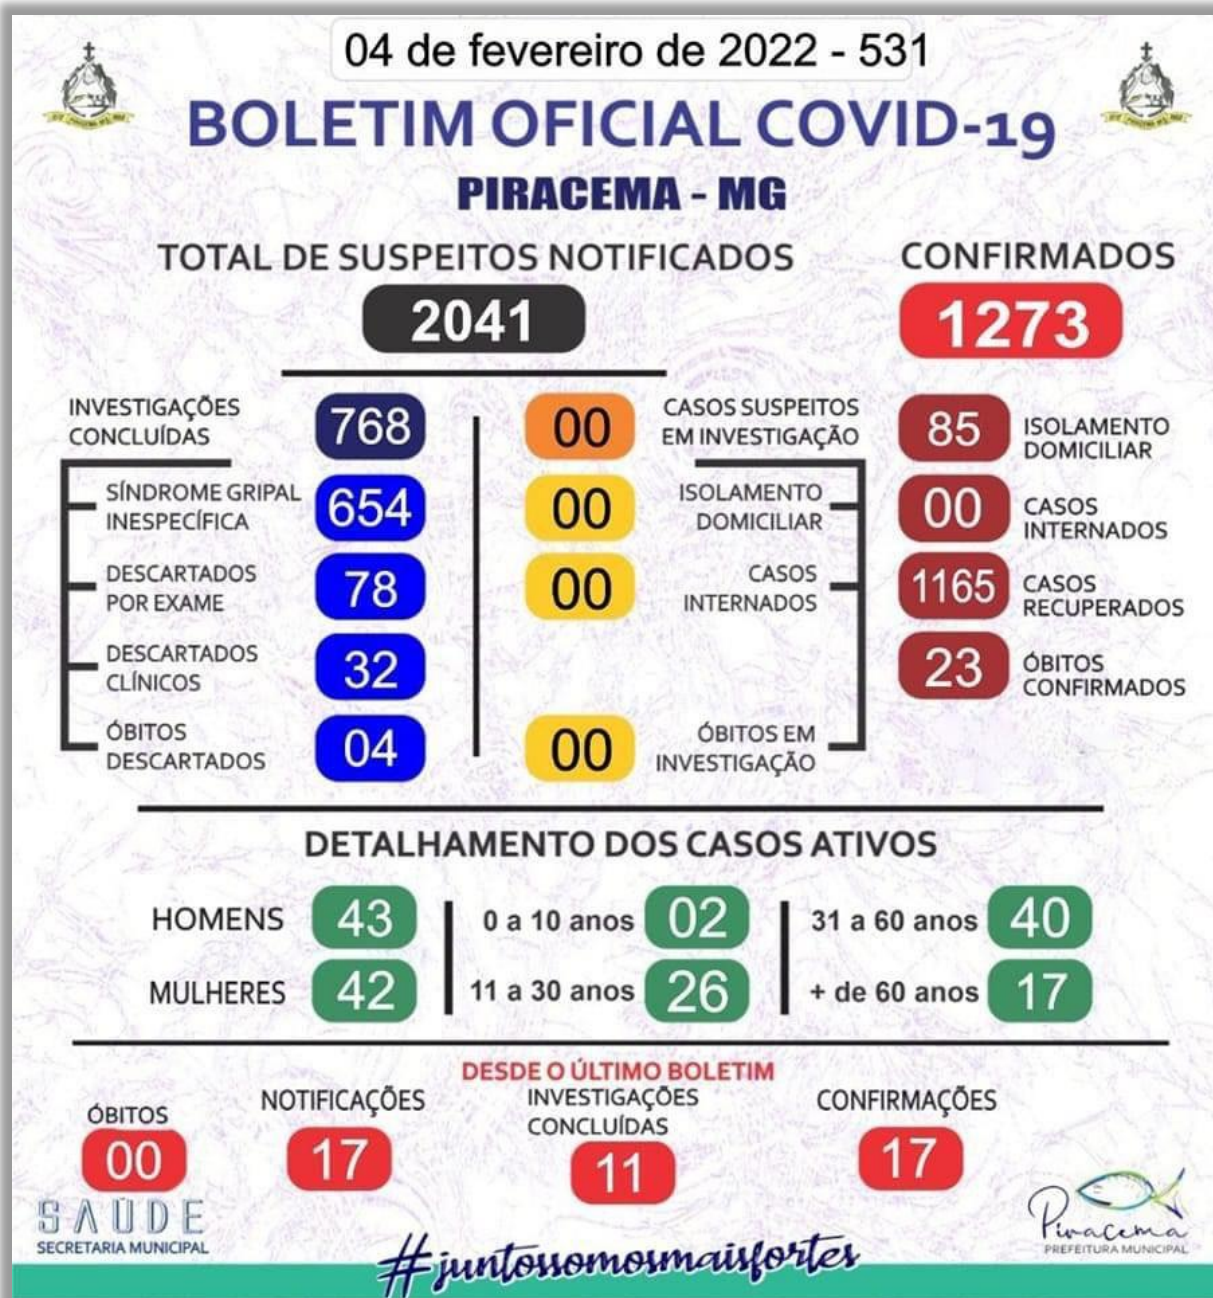 04 de fevereiro de 2022 - 531
BOLETIM OFICIAL COVID-19
PIRACEMA - MG
TOTAL DE SUSPEITOS NOTIFICADOS
2041
CONFIRMADOS
1273
INVESTIGAÇÕES
CONCLUÍDAS
768
SÍNDROME GRIPAL
INESPECÍFICA
654
DESCARTADOS
POR EXAME
78
DESCARTADOS
CLÍNICOS
32
ÓBITOS
DESCARTADOS
04
00
CASOS SUSPEITOS
EM INVESTIGAÇÃO
00
ISOLAMENTO
DOMICILIAR
00
CASOS
INTERNADOS
00
ÓBITOS EM
INVESTIGAÇÃO
85
ISOLAMENTO
DOMICILIAR
00
CASOS
INTERNADOS
1165
CASOS
RECUPERADOS
23
ÓBITOS
CONFIRMADOS
DETALHAMENTO DOS CASOS ATIVOS
HOMENS 43
MULHERES 42
0 a 10 anos 02
11 a 30 anos 26
31 a 60 anos 40
+ de 60 anos 17
DESDE O ÚLTIMO BOLETIM
ÓBITOS
00
NOTIFICAÇÕES
17
INVESTIGAÇÕES
CONCLUÍDAS
11
CONFIRMAÇÕES
17
SAÚDE
SECRETARIA MUNICIPAL
#juntossomosmaisfortes
Piracema
PREFEITURA MUNICIPAL